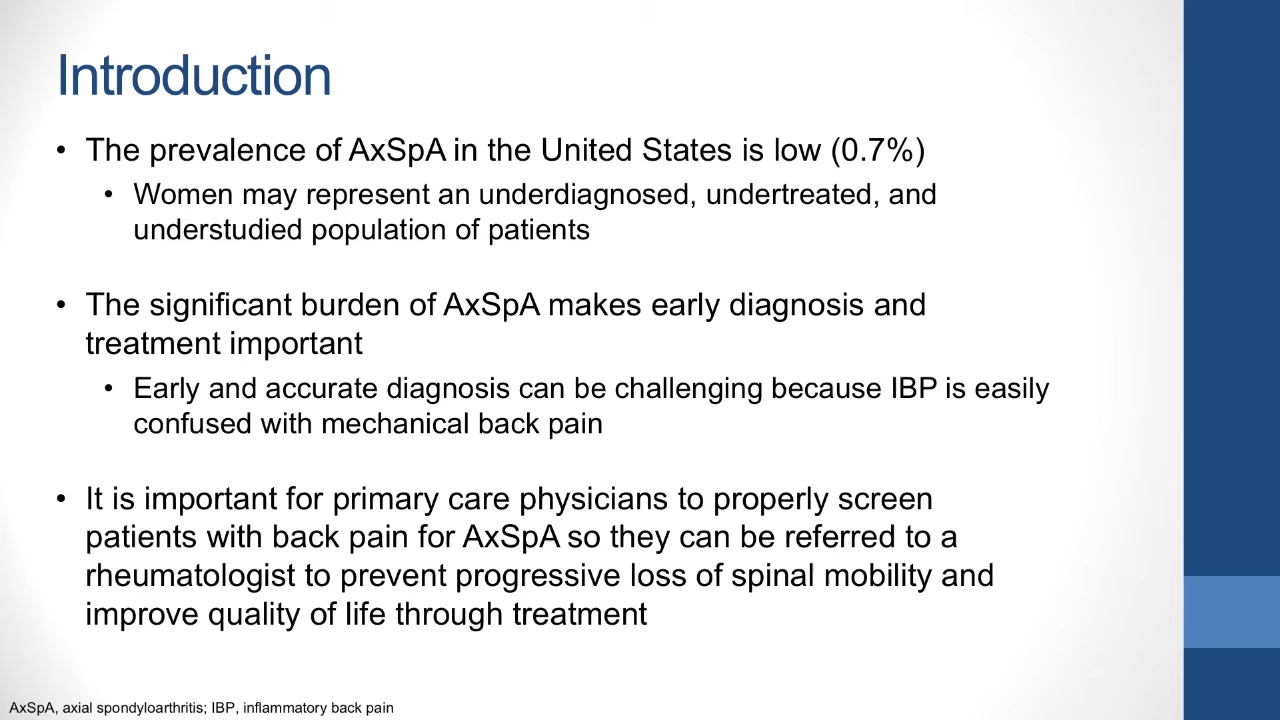 Introduction
• The prevalence of AxSpA in the United States is low (0.7%)
• Women may represent an underdiagnosed, undertreated, and
understudied population of patients
• The significant burden of AxSpA makes early diagnosis and
treatment important
• Early and accurate diagnosis can be challenging because IBP is easily
confused with mechanical back pain
• It is important for primary care physicians to properly screen
patients with back pain for AxSpA so they can be referred to a
rheumatologist to prevent progressive loss of spinal mobility and
improve quality of life through treatment
AxSpA, axial spondyloarthritis; IBP, inflammatory back pain